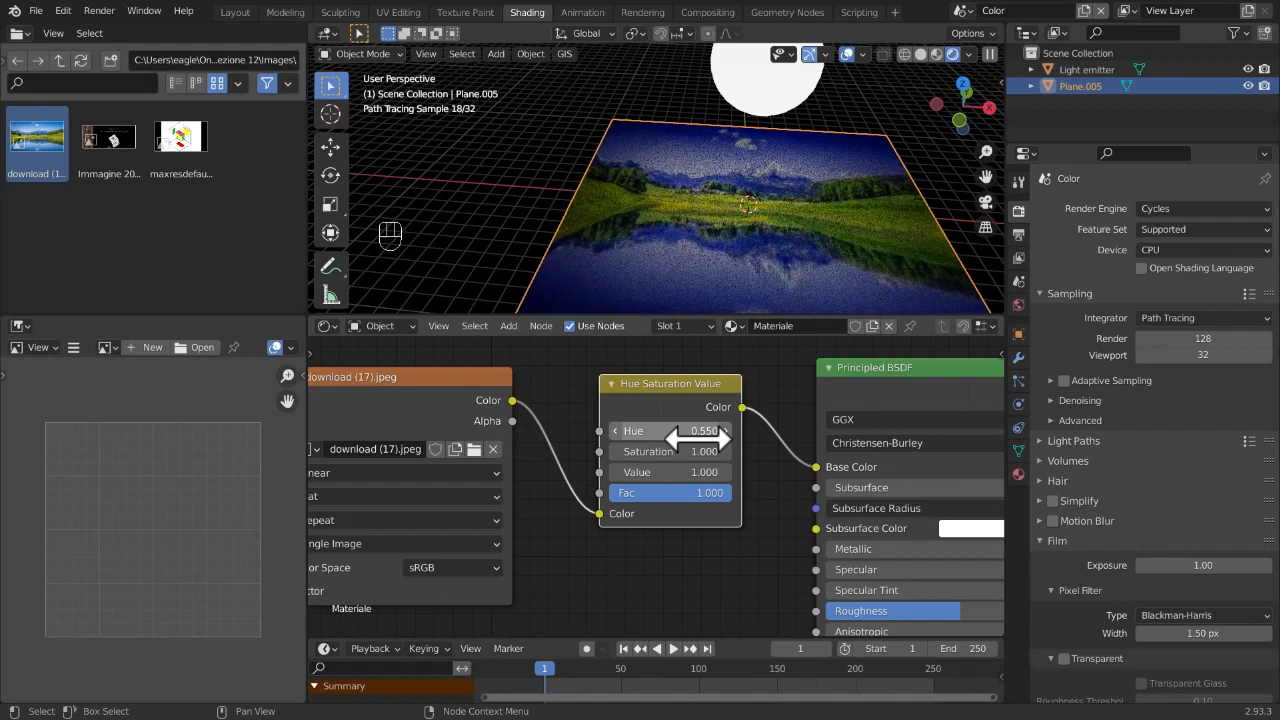 File Edit Render Window Help Layout Modeling Sculpting UV Editing Texture Paint Shading Animation Rendering Compositing Geometry Nodes Scripting + Color View Layer
View Select Global Options
C:\Users\eagle\On...ezione 12\Images\ Object Mode View Select Add Object GIS Scene Collection
Light emitter
Plane.005
User Perspective
(1) Scene Collection | Plane.005
Path Tracing Sample 18/32
download (1...
Immagine 20...
maxresdefau...
Color
Render Engine Cycles
Feature Set Supported
Device CPU
Open Shading Language
Sampling
Integrator Path Tracing
Render 128
Viewport 32
Adaptive Sampling
Denoising
Advanced
Light Paths
Volumes
Hair
Simplify
Motion Blur
Film
Exposure 1.00
Pixel Filter
Type Blackman-Harris
Width 1.50 px
Transparent
Transparent Glass
Roughness Threshol 0.10
Object View Select Add Node Use Nodes Slot 1 Materiale
View New Open
download (17).jpeg
Color
Alpha
download (17).jpeg
near
at
epeat
ngle Image
or Space sRGB
ctor
Materiale
Hue Saturation Value
Color
Hue 0.550
Saturation 1.000
Value 1.000
Fac 1.000
Color
Principled BSDF
GGX
Christensen-Burley
Base Color
Subsurface
Subsurface Radius
Subsurface Color
Metallic
Specular
Specular Tint
Roughness
Anisotropic
Playback Keying View Marker 1 Start 1 End 250
1 50 100 150 200 250
Summary
Select Box Select Pan View Node Context Menu 2.93.3